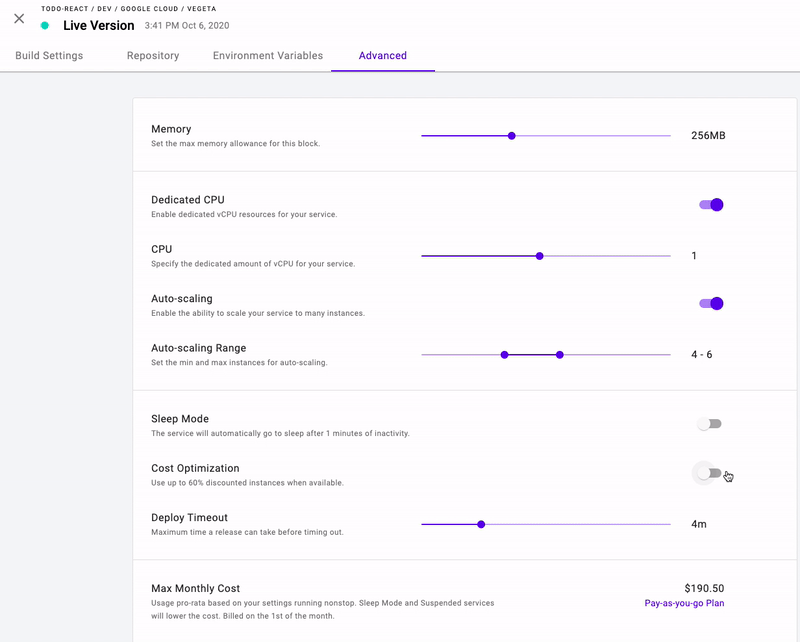 TODO-REACT / DEV / GOOGLE CLOUD / VEGETA
Live Version 3:41 PM Oct 6, 2020
Build Settings Repository Environment Variables Advanced
Memory
Set the max memory allowance for this block.
256MB
Dedicated CPU
Enable dedicated vCPU resources for your service.
CPU
Specify the dedicated amount of vCPU for your service.
1
Auto-scaling
Enable the ability to scale your service to many instances.
Auto-scaling Range
Set the min and max instances for auto-scaling.
4 - 6
Sleep Mode
The service will automatically go to sleep after 1 minutes of inactivity.
Cost Optimization
Use up to 60% discounted instances when available.
Deploy Timeout
Maximum time a release can take before timing out.
4m
Max Monthly Cost
Usage pro-rata based on your settings running nonstop. Sleep Mode and Suspended services
will lower the cost. Billed on the 1st of the month.
$190.50
Pay-as-you-go Plan